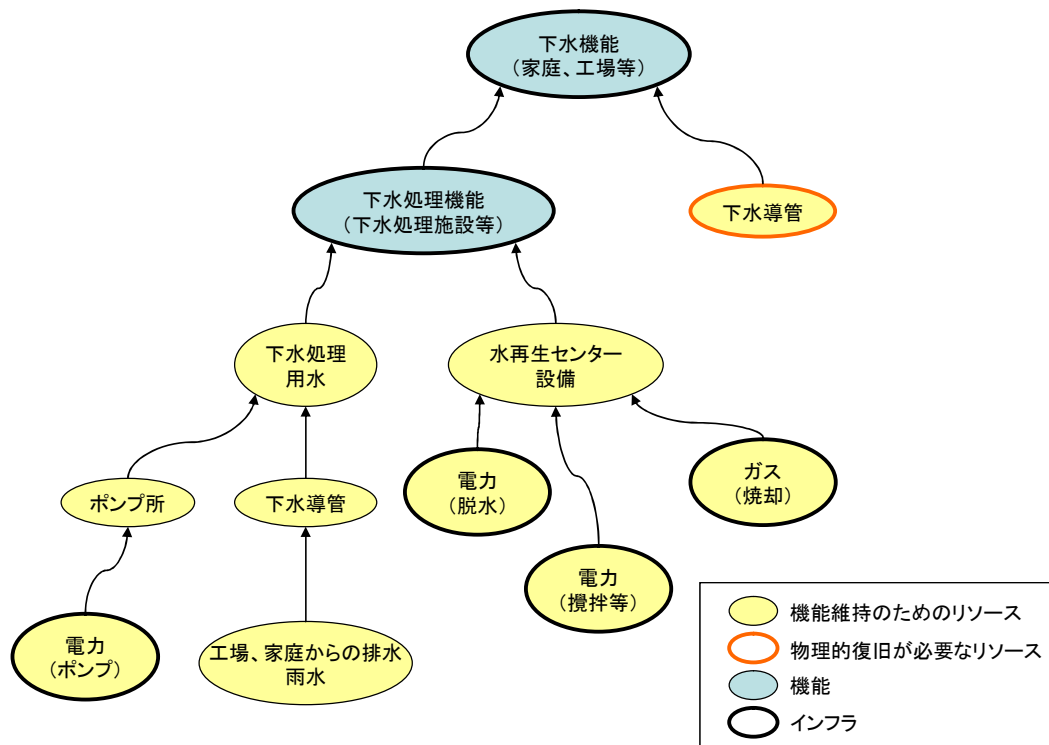 下水機能
（家庭、工場等）
下水処理機能
（下水処理施設等）
下水導管
下水処理
用水
水再生センター
設備
電力
（脱水）
ガス
（焼却）
ポンプ所
下水導管
電力
（攪拌等）
電力
（ポンプ）
工場、家庭からの排水
雨水
機能維持のためのリソース
物理的復旧が必要なリソース
機能
インフラ